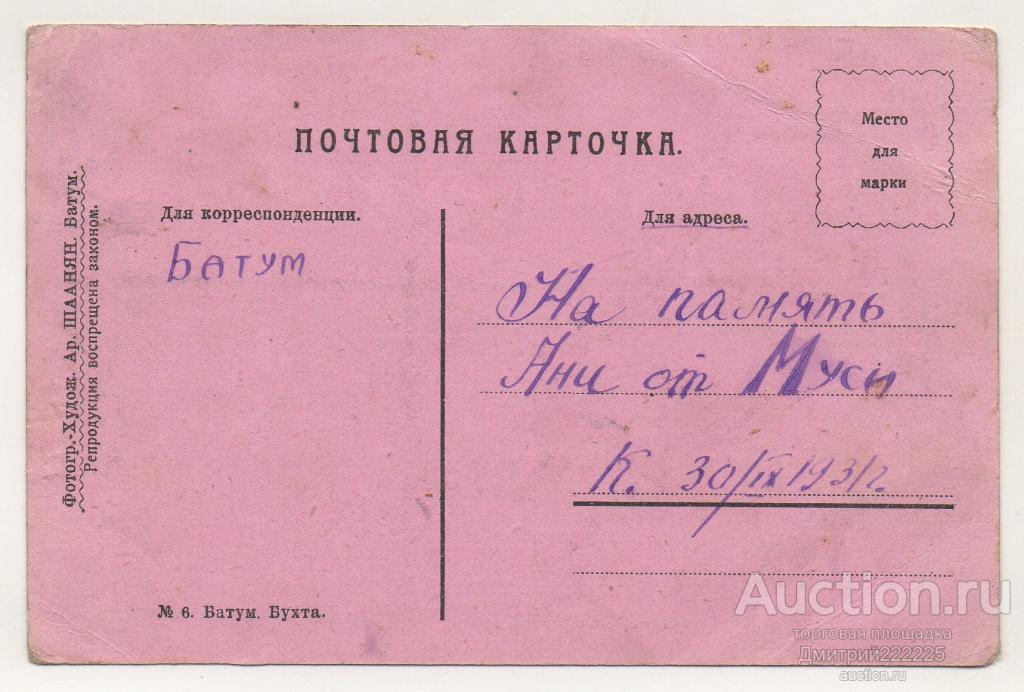 ПОЧТОВАЯ КАРТОЧКА.
Место
для
марки
Фотогр.-Худож. Ар. ШААНЯН. Батум.
Репродукция воспрещена законом.
Для корреспонденции.
Батум
Для адреса.
На память
Ани от Муси
К. 30/IX 1931г.
№ 6. Батум. Бухта.
Auction.ru
торговая площадка
Дмитрий222225
auction.ru